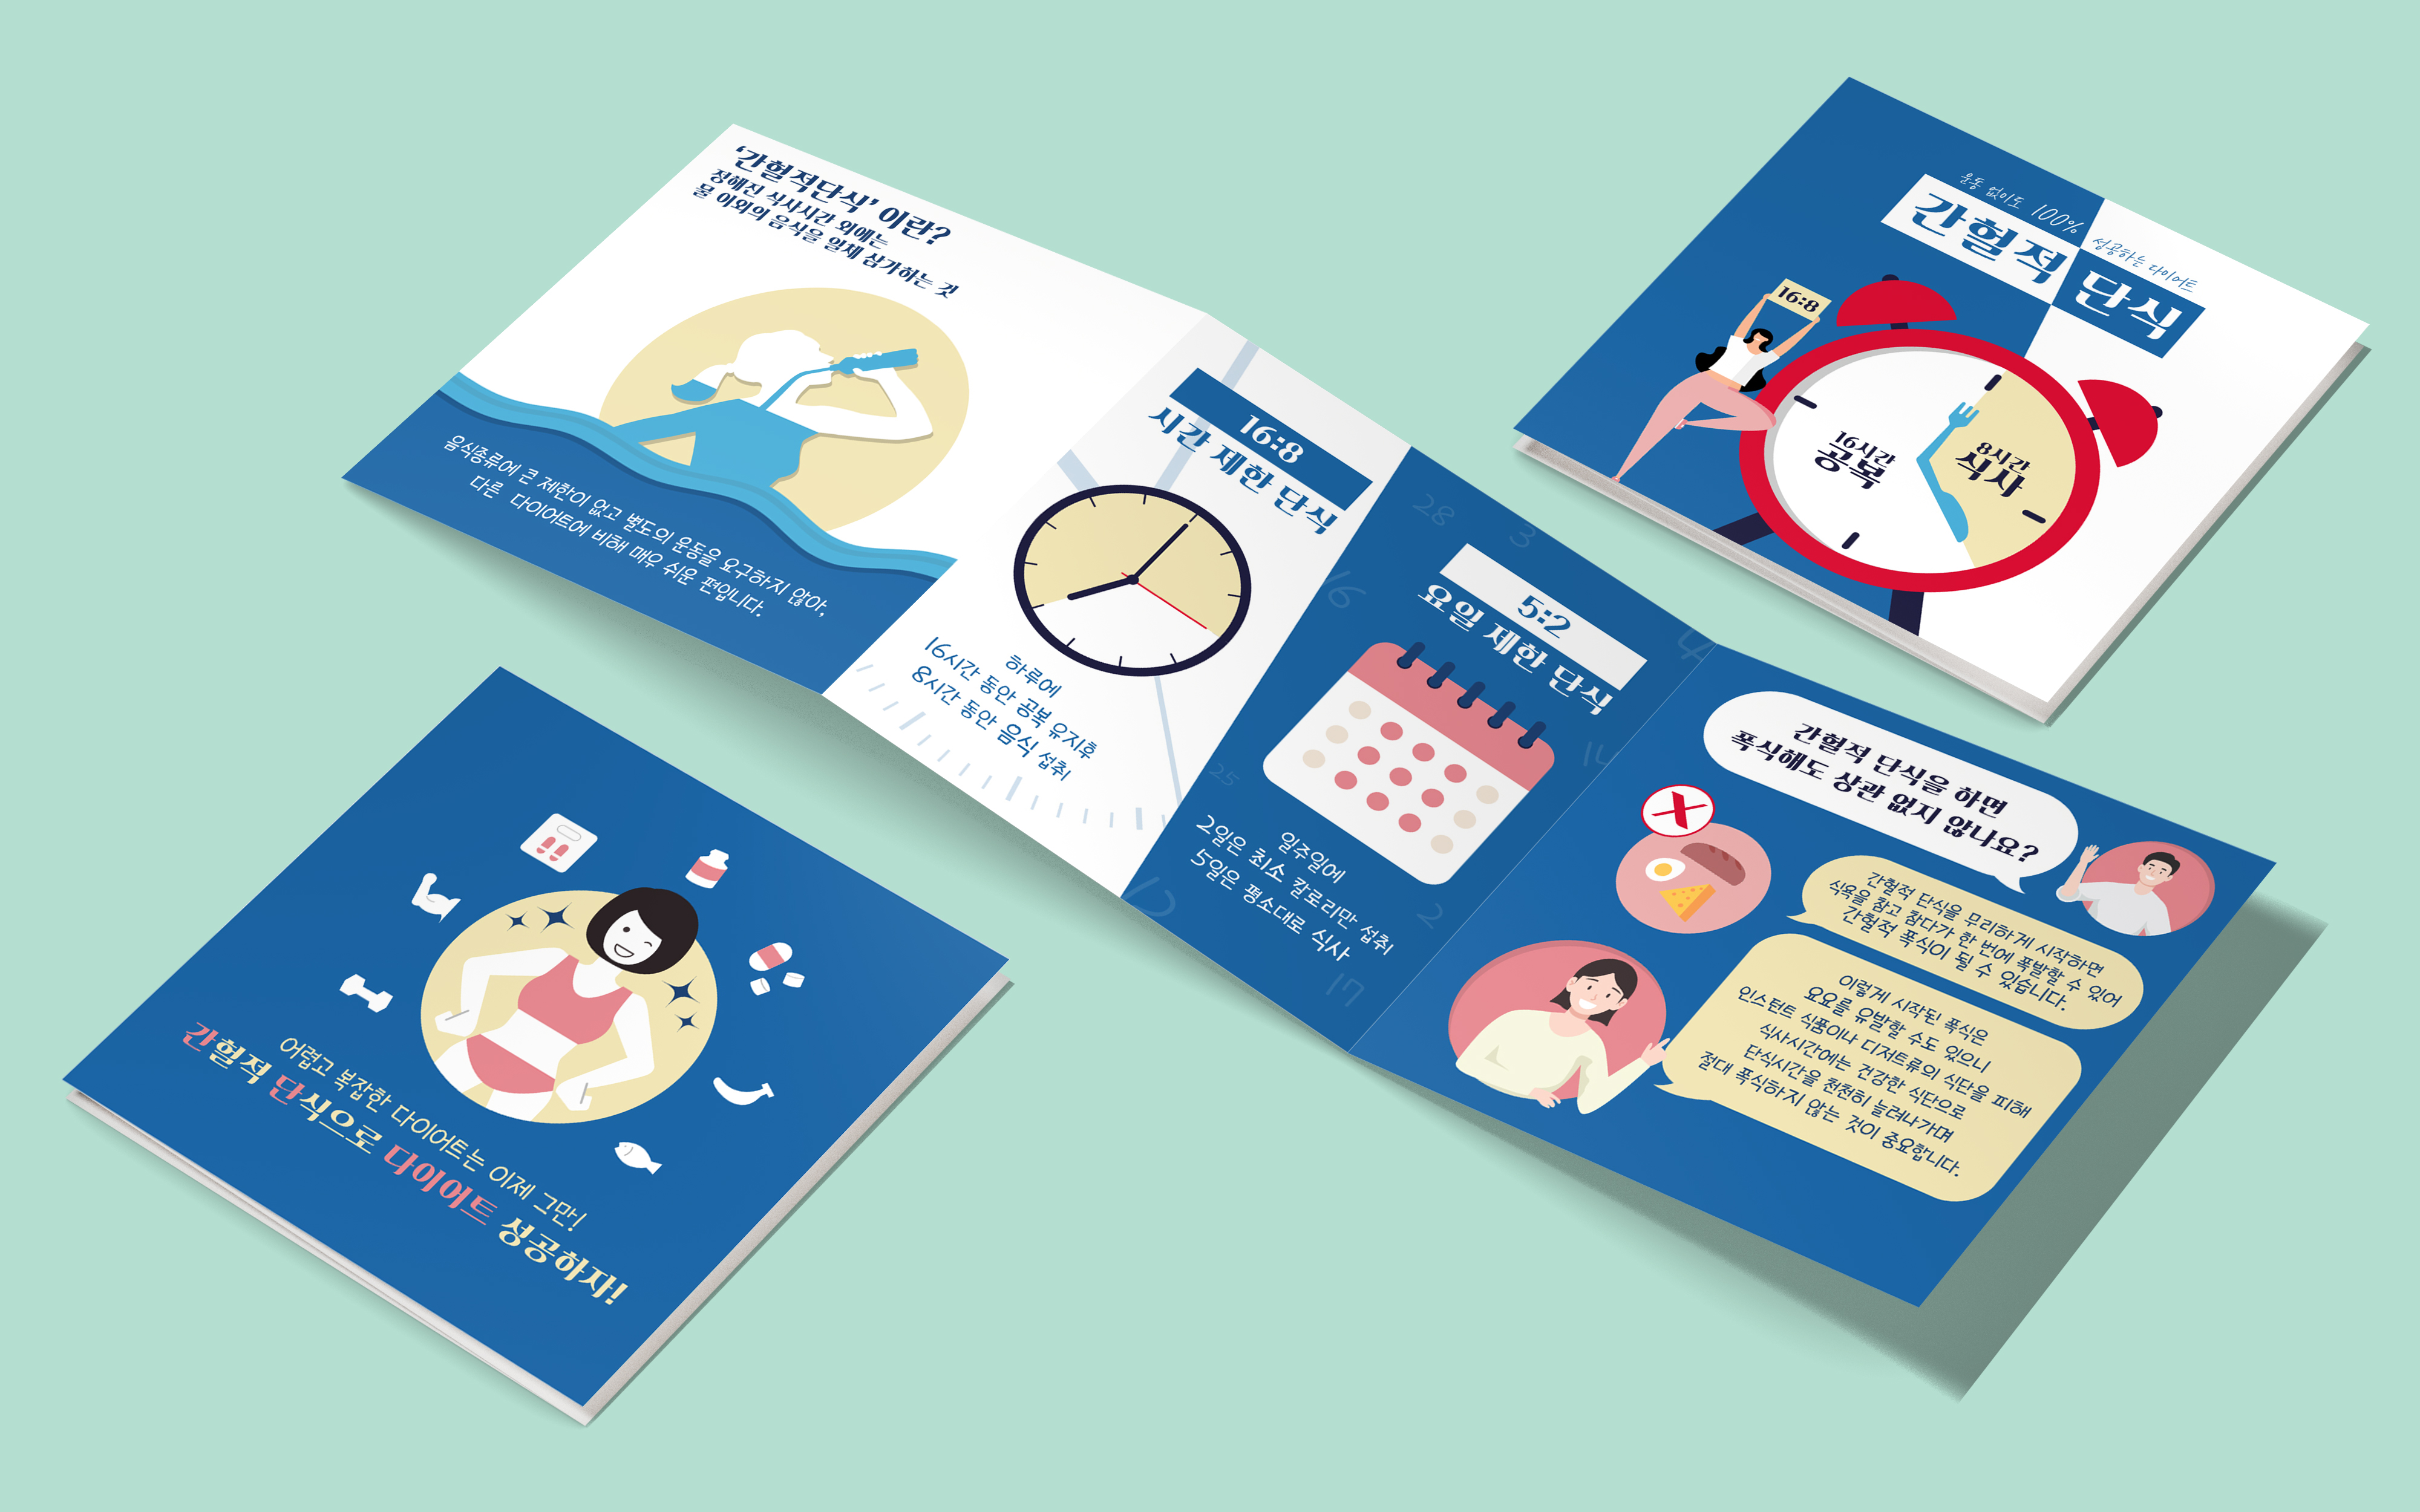 ‘간헐적단식’ 이란?
정해진 식사시간 외에는
물 이외의 음식을 일체 삼가하는 것
음식종류에 큰 제한이 없고 별도의 운동을 요구하지 않아,
다른 다이어트에 비해 매우 쉬운 편입니다.
16:8
시간 제한 단식
하루에
16시간 동안 공복 유지후
8시간 동안 음식 섭취
28
3
16
4
5:2
요일 제한 단식
14
25
일주일에
2일은 최소 칼로리만 섭취
5일은 평소대로 식사
12
2
17
간헐적 단식을 하면
폭식해도 상관 없지 않나요?
X
간헐적 단식을 무리하게 시작하면
식욕을 참고 참다가 한 번에 폭발할 수 있어
간헐적 폭식이 될 수 있습니다.
이렇게 시작된 폭식은
요요를 유발할 수도 있으니
인스턴트 식품이나 디저트류의 식단을 피해
식사시간에는 건강한 식단으로
단식시간을 천천히 늘려나가며
절대 폭식하지 않는 것이 중요합니다.
운동 없이도 100% 성공하는 다이어트
간헐적 단식
16:8
16시간
공복
8시간
식사
어렵고 복잡한 다이어트는 이제 그만!
간헐적 단식으로 다이어트 성공하자!